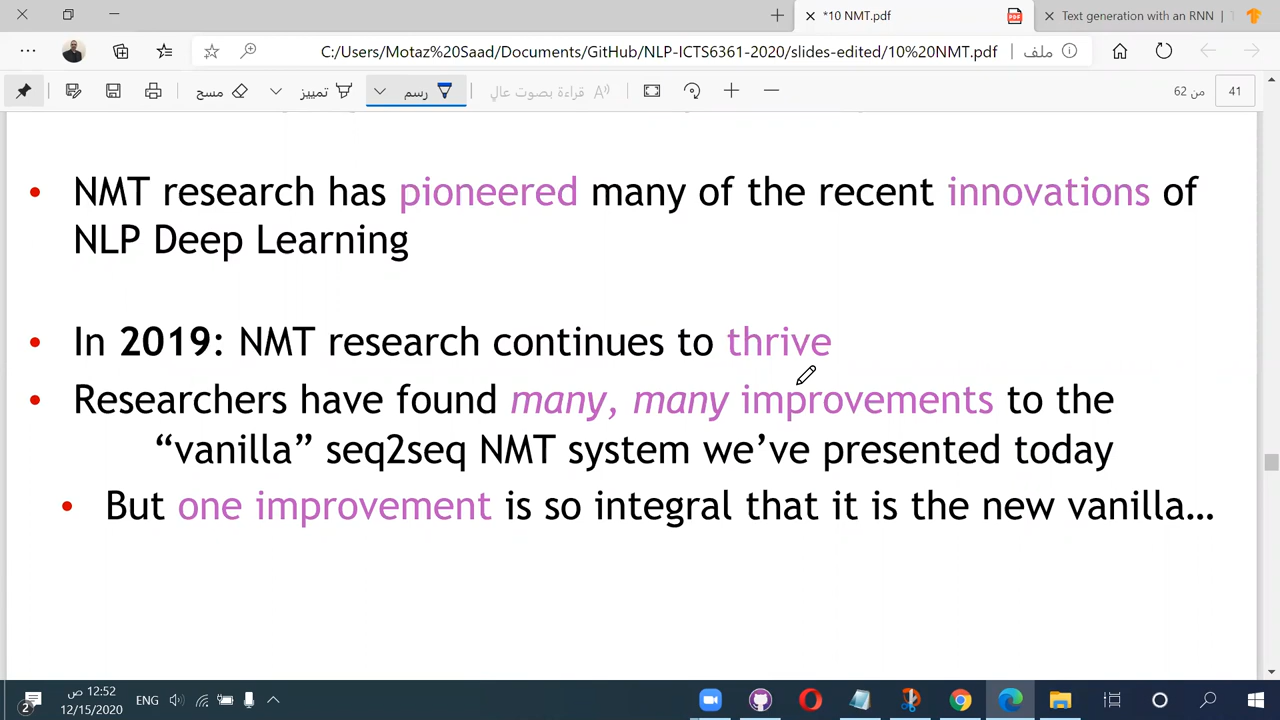 *10 NMT.pdf
Text generation with an RNN
C:/Users/Motaz%20Saad/Documents/GitHub/NLP-ICTS6361-2020/slides-edited/10%20NMT.pdf
ملف
مسح
تمييز
رسم
قراءة بصوت عالٍ
من 62
41
• NMT research has pioneered many of the recent innovations of
NLP Deep Learning
• In 2019: NMT research continues to thrive
• Researchers have found many, many improvements to the
“vanilla” seq2seq NMT system we’ve presented today
• But one improvement is so integral that it is the new vanilla…
2
12:52 ص
12/15/2020
ENG